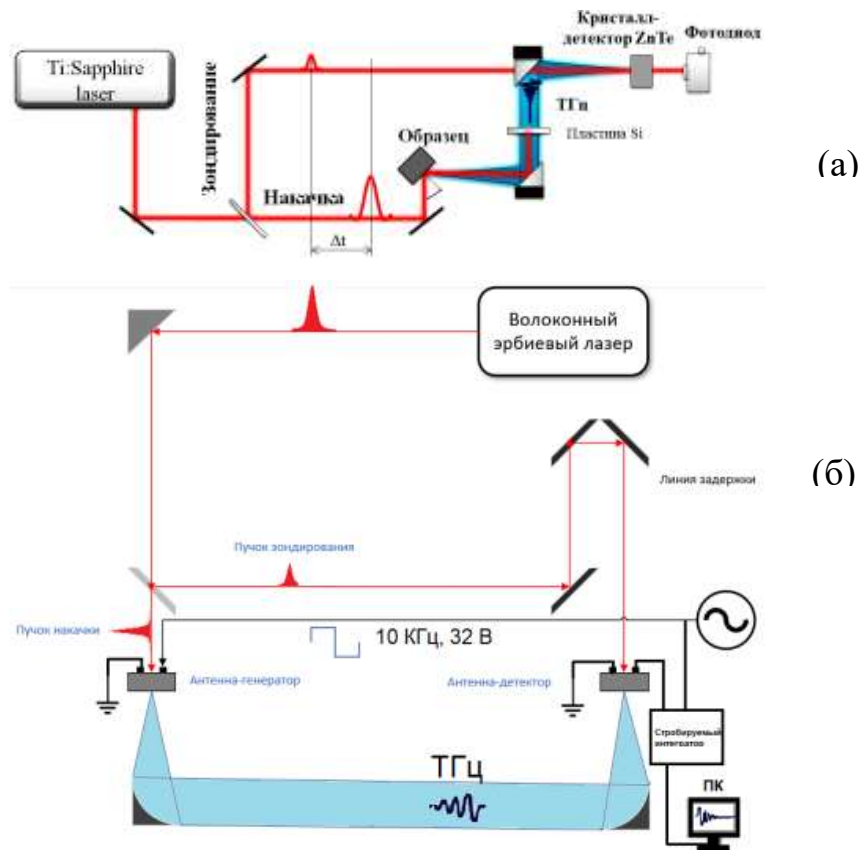 Кристалл-
детектор ZnTe
Фотодиод
Ti:Sapphire
laser
Зондирование
ТГц
Пластина Si
Образец
(а)
Накачка
Δt
Волоконный
эрбиевый лазер
(б)
Линия задержки
Пучок зондирования
Пучок накачки
10 КГц, 32 В
Антенна-генератор
Антенна-детектор
Стробируемый
ТГц
ПК